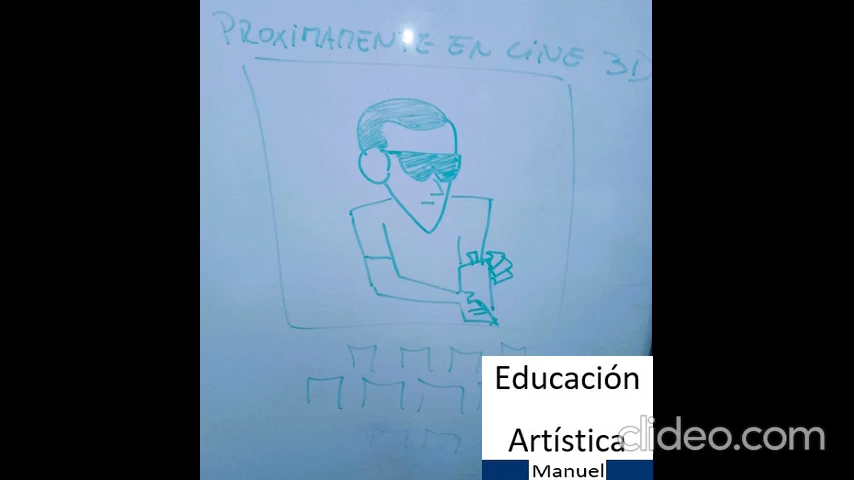 PROXIMAMENTE EN CINE 3D
Educación
Artística
clideo.com
Manuel